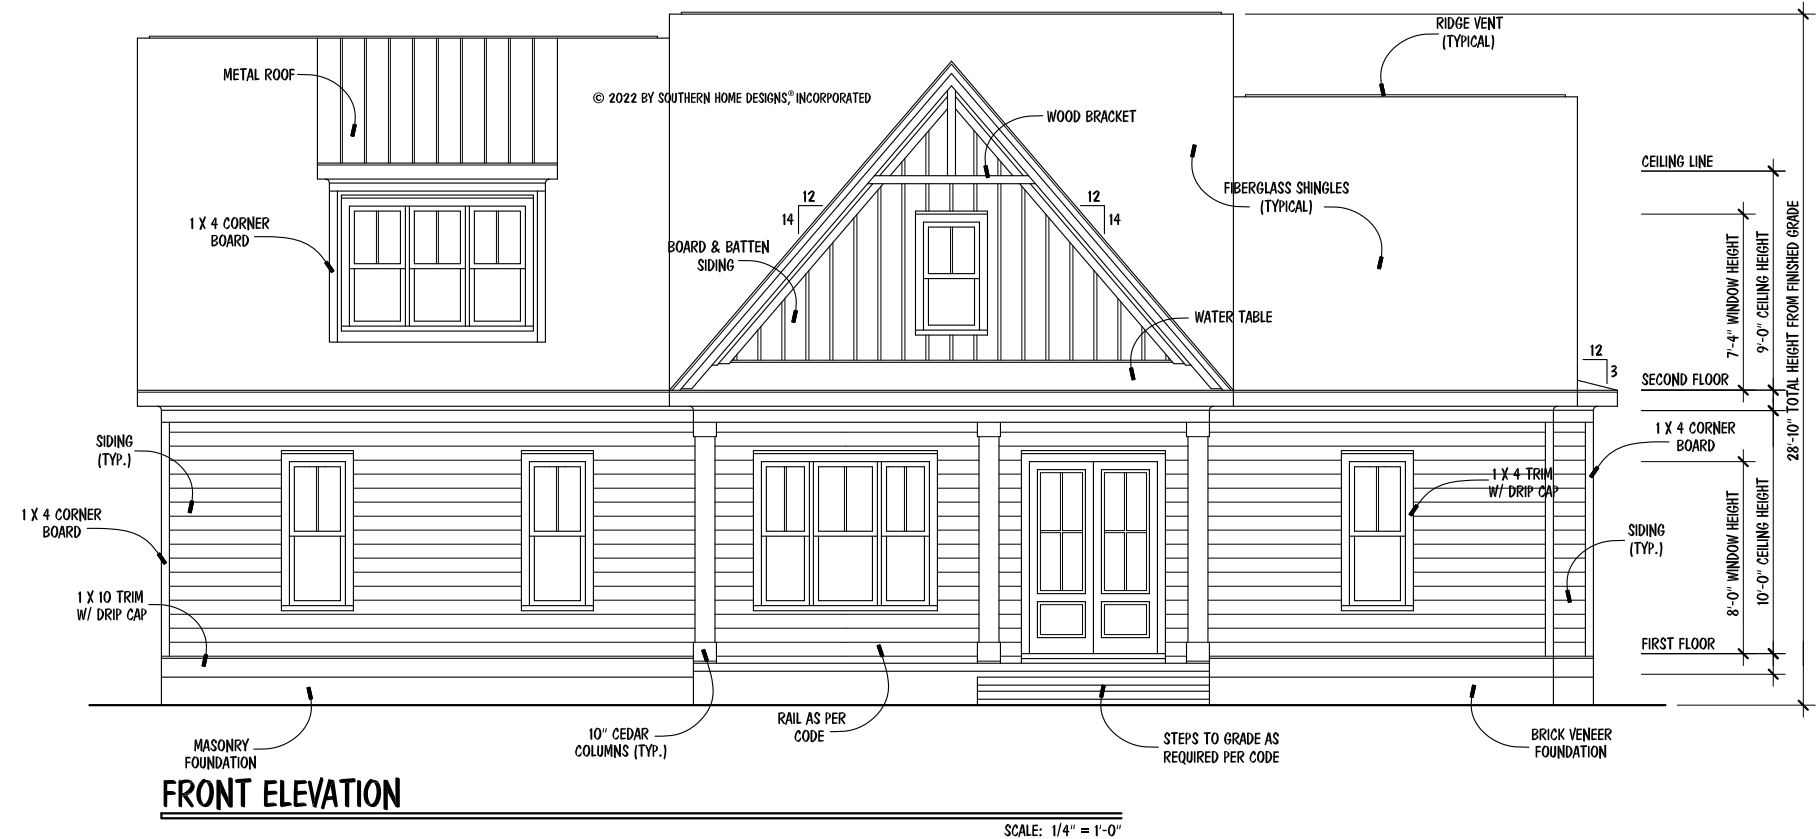 RIDGE VENT
(TYPICAL)
METAL ROOF
© 2022 BY SOUTHERN HOME DESIGNS,® INCORPORATED
WOOD BRACKET
CEILING LINE
FIBERGLASS SHINGLES
(TYPICAL)
12
14
12
14
1 X 4 CORNER
BOARD
BOARD & BATTEN
SIDING
WATER TABLE
7'-4" WINDOW HEIGHT
9'-0" CEILING HEIGHT
28'-10" TOTAL HEIGHT FROM FINISHED GRADE
12
3
SECOND FLOOR
SIDING
(TYP.)
1 X 4 CORNER
BOARD
1 X 4 TRIM
W/ DRIP CAP
1 X 4 CORNER
BOARD
SIDING
(TYP.)
8'-0" WINDOW HEIGHT
10'-0" CEILING HEIGHT
1 X 10 TRIM
W/ DRIP CAP
FIRST FLOOR
MASONRY
FOUNDATION
10" CEDAR
COLUMNS (TYP.)
RAIL AS PER
CODE
STEPS TO GRADE AS
REQUIRED PER CODE
BRICK VENEER
FOUNDATION
FRONT ELEVATION
SCALE: 1/4" = 1'-0"